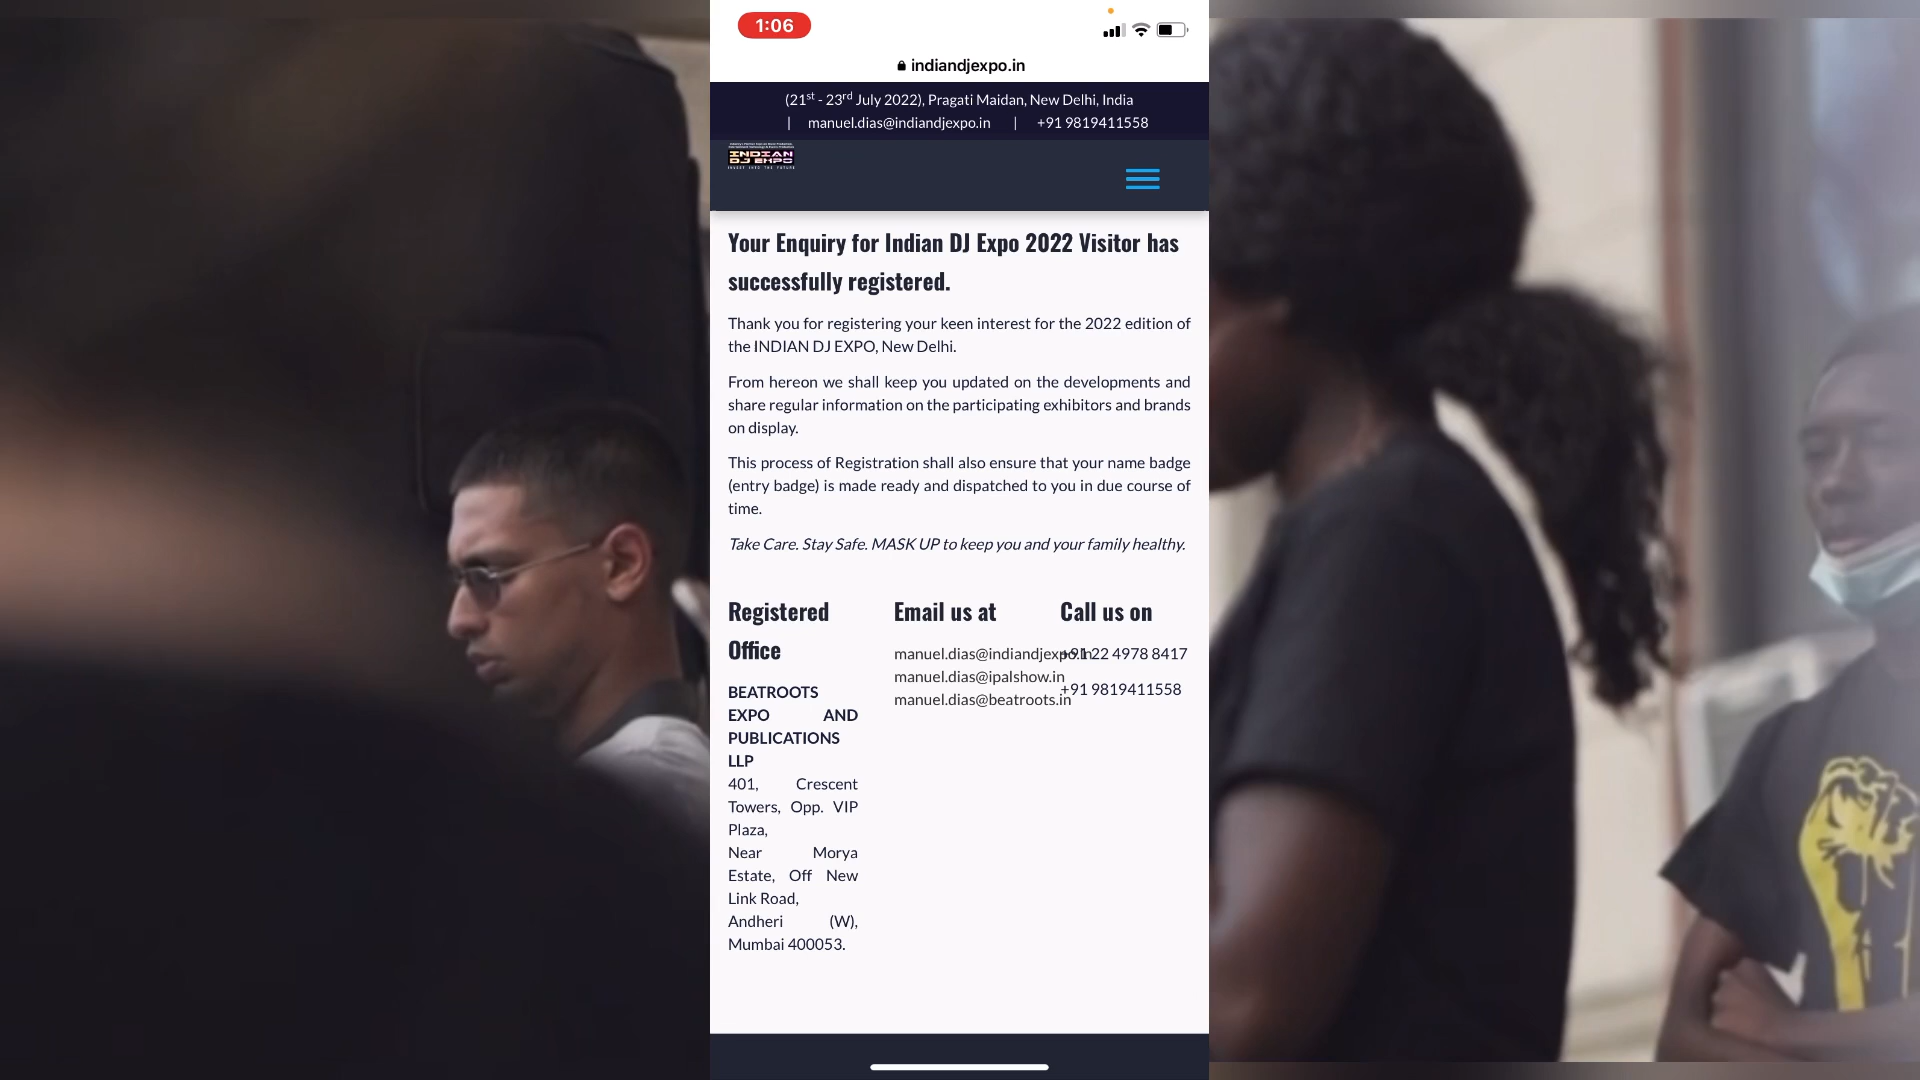 1:06
indiandjexpo.in
(21st - 23rd July 2022), Pragati Maidan, New Delhi, India
| manuel.dias@indiandjexpo.in | +91 9819411558
INDIAN
DJ EXPO
Your Enquiry for Indian DJ Expo 2022 Visitor has
successfully registered.
Thank you for registering your keen interest for the 2022 edition of
the INDIAN DJ EXPO, New Delhi.
From hereon we shall keep you updated on the developments and
share regular information on the participating exhibitors and brands
on display.
This process of Registration shall also ensure that your name badge
(entry badge) is made ready and dispatched to you in due course of
time.
Take Care. Stay Safe. MASK UP to keep you and your family healthy.
Registered
Office
BEATROOTS
EXPO AND
PUBLICATIONS
LLP
401, Crescent
Towers, Opp. VIP
Plaza,
Near Morya
Estate, Off New
Link Road,
Andheri (W),
Mumbai 400053.
Email us at
manuel.dias@indiandjexpo.in
manuel.dias@ipalshow.in
manuel.dias@beatroots.in
Call us on
+91 22 4978 8417
+91 9819411558